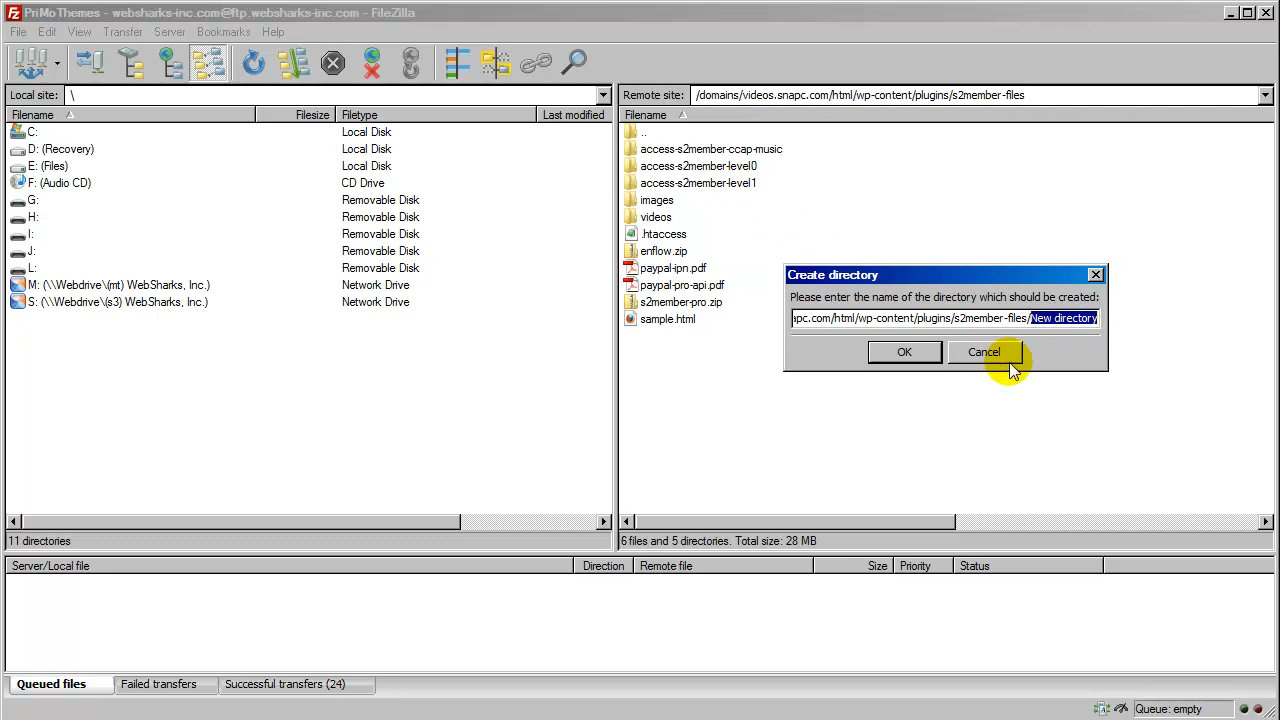 PriMoThemes - websharks-inc.com@ftp.websharks-inc.com - FileZilla
File Edit View Transfer Server Bookmarks Help
Local site: \
Remote site: /domains/videos.snapc.com/html/wp-content/plugins/s2member-files
Filename Filesize Filetype Last modified
Filename
C: Local Disk
D: (Recovery) Local Disk
E: (Files) Local Disk
F: (Audio CD) CD Drive
G: Removable Disk
H: Removable Disk
I: Removable Disk
J: Removable Disk
L: Removable Disk
M: (\\Webdrive\(mt) WebSharks, Inc.) Network Drive
S: (\\Webdrive\(s3) WebSharks, Inc.) Network Drive
..
access-s2member-ccap-music
access-s2member-level0
access-s2member-level1
images
videos
.htaccess
enflow.zip
paypal-ipn.pdf
paypal-pro-api.pdf
s2member-pro.zip
sample.html
Create directory
Please enter the name of the directory which should be created:
apc.com/html/wp-content/plugins/s2member-files/New directory
OK Cancel
11 directories
6 files and 5 directories. Total size: 28 MB
Server/Local file Direction Remote file Size Priority Status
Queued files Failed transfers Successful transfers (24)
Queue: empty